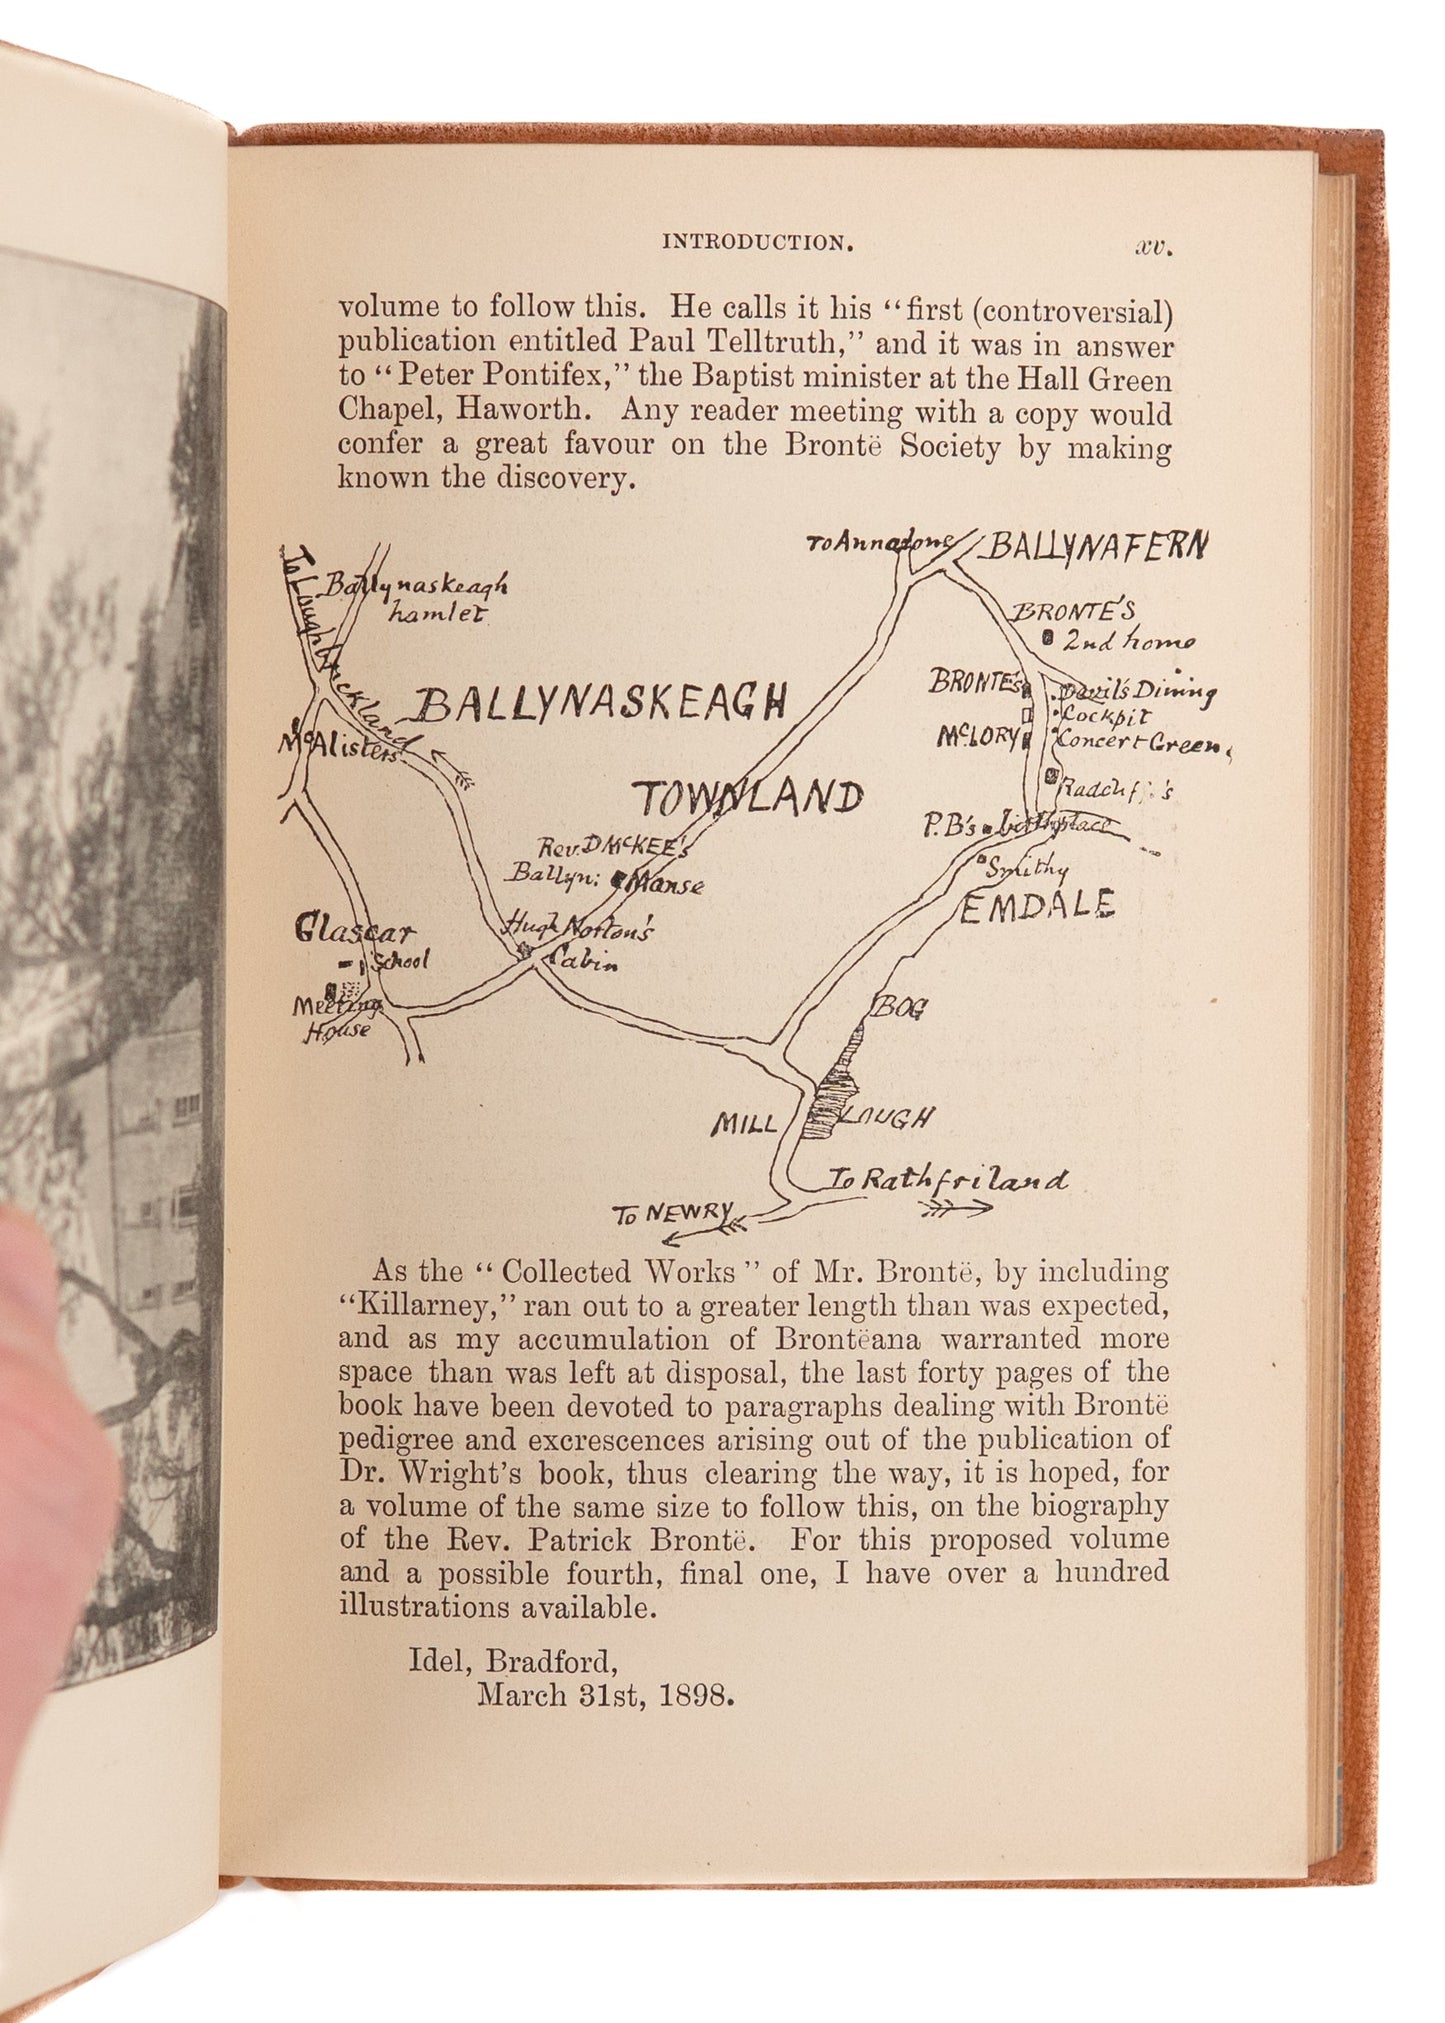 INTRODUCTION. xv.
volume to follow this. He calls it his “first (controversial)
publication entitled Paul Telltruth,” and it was in answer
to “Peter Pontifex,” the Baptist minister at the Hall Green
Chapel, Haworth. Any reader meeting with a copy would
confer a great favour on the Brontë Society by making
known the discovery.
To Annaclone BALLYNAFERN
To Loughbrickland
Ballynaskeagh
hamlet
BRONTE'S
2nd home
BRONTE'S
Devil's Dining
BALLYNASKEAGH
Cockpit
McLORY
Concert Green
McAlisters
TOWNLAND
Radcliffe's
P.B's birthplace
Rev. D McKEE'S
Ballyn: Manse
Smithy
EMDALE
Glascar
School
Hugh Norton's
Cabin
Meeting
House
BOG
MILL
LOUGH
To Rathfriland
To NEWRY
As the “Collected Works” of Mr. Brontë, by including
“Killarney,” ran out to a greater length than was expected,
and as my accumulation of Brontëana warranted more
space than was left at disposal, the last forty pages of the
book have been devoted to paragraphs dealing with Brontë
pedigree and excrescences arising out of the publication of
Dr. Wright’s book, thus clearing the way, it is hoped, for
a volume of the same size to follow this, on the biography
of the Rev. Patrick Brontë. For this proposed volume
and a possible fourth, final one, I have over a hundred
illustrations available.
Idel, Bradford,
March 31st, 1898.